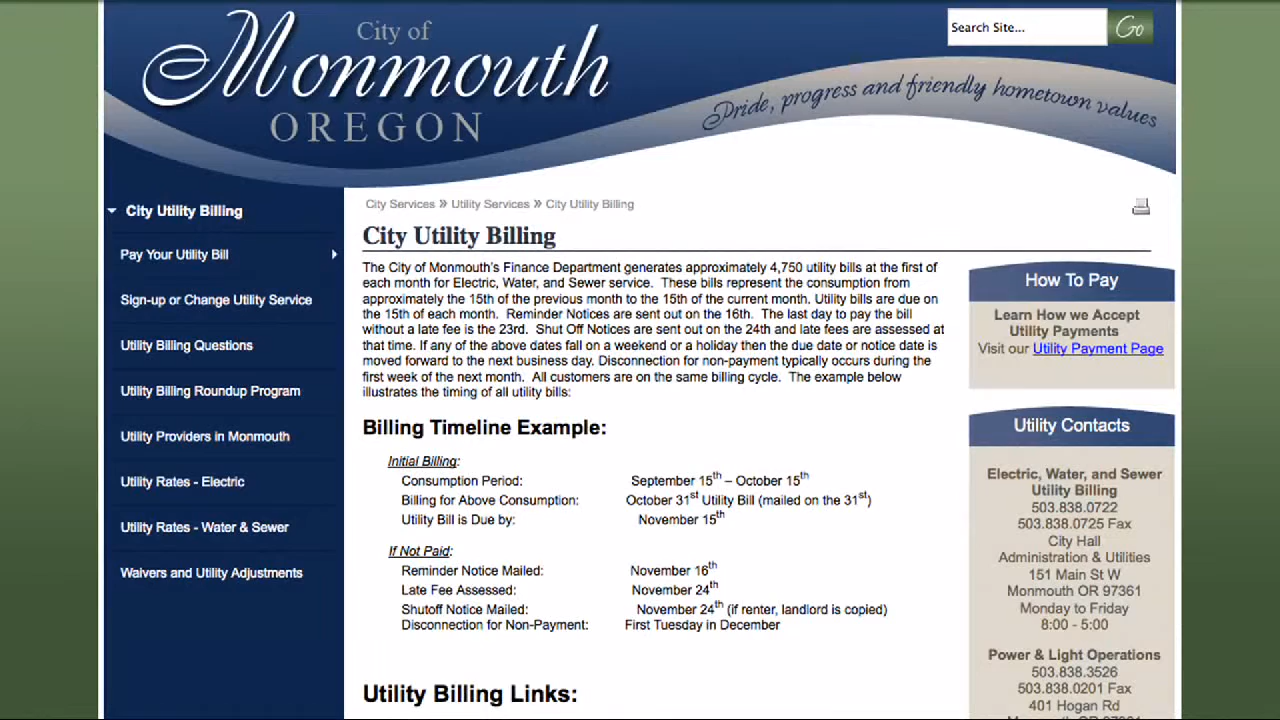 City of
Monmouth
OREGON
Search Site...
Go
Pride, progress and friendly hometown values
City Utility Billing
Pay Your Utility Bill
Sign-up or Change Utility Service
Utility Billing Questions
Utility Billing Roundup Program
Utility Providers in Monmouth
Utility Rates - Electric
Utility Rates - Water & Sewer
Waivers and Utility Adjustments
City Services » Utility Services » City Utility Billing
City Utility Billing
The City of Monmouth's Finance Department generates approximately 4,750 utility bills at the first of
each month for Electric, Water, and Sewer service. These bills represent the consumption from
approximately the 15th of the previous month to the 15th of the current month. Utility bills are due on
the 15th of each month. Reminder Notices are sent out on the 16th. The last day to pay the bill
without a late fee is the 23rd. Shut Off Notices are sent out on the 24th and late fees are assessed at
that time. If any of the above dates fall on a weekend or a holiday then the due date or notice date is
moved forward to the next business day. Disconnection for non-payment typically occurs during the
first week of the next month. All customers are on the same billing cycle. The example below
illustrates the timing of all utility bills:
Billing Timeline Example:
Initial Billing:
Consumption Period: September 15th – October 15th
Billing for Above Consumption: October 31st Utility Bill (mailed on the 31st)
Utility Bill is Due by: November 15th
If Not Paid:
Reminder Notice Mailed: November 16th
Late Fee Assessed: November 24th
Shutoff Notice Mailed: November 24th (if renter, landlord is copied)
Disconnection for Non-Payment: First Tuesday in December
Utility Billing Links:
How To Pay
Learn How we Accept
Utility Payments
Visit our Utility Payment Page
Utility Contacts
Electric, Water, and Sewer
Utility Billing
503.838.0722
503.838.0725 Fax
City Hall
Administration & Utilities
151 Main St W
Monmouth OR 97361
Monday to Friday
8:00 - 5:00
Power & Light Operations
503.838.3526
503.838.0201 Fax
401 Hogan Rd